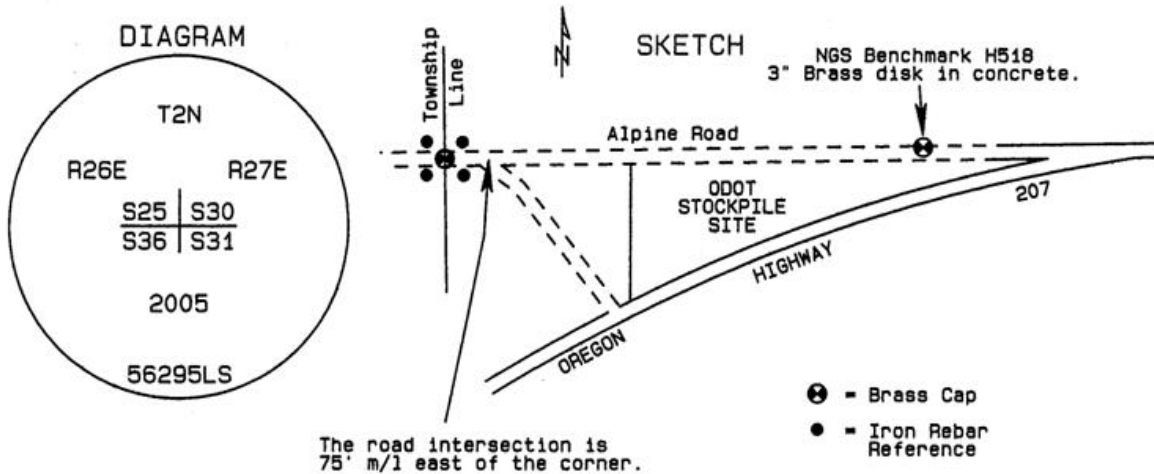 DIAGRAM
T2N
R26E R27E
S25 S30
S36 S31
2005
56295LS
SKETCH
N
Township
Line
NGS Benchmark H518
3" Brass disk in concrete.
Alpine Road
ODOT
STOCKPILE
SITE
OREGON HIGHWAY 207
The road intersection is
75' m/l east of the corner.
= Brass Cap
= Iron Rebar
Reference